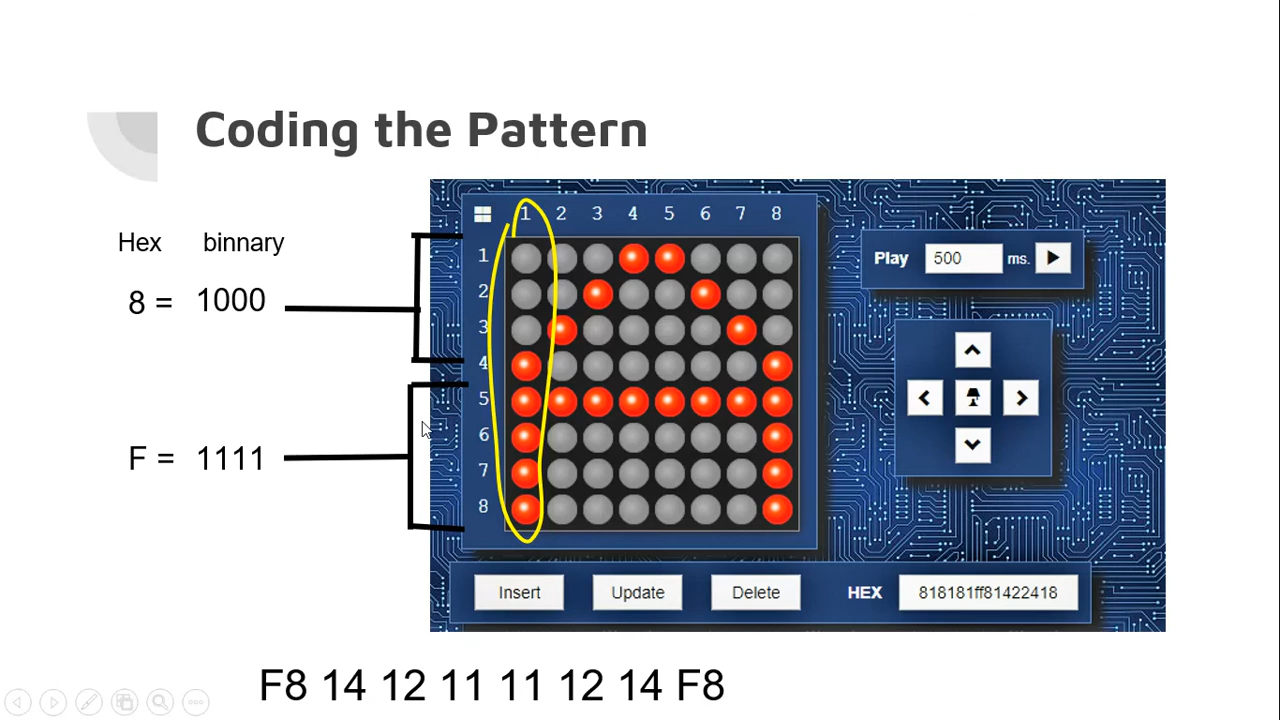 Coding the Pattern
Hex binnary
8 = 1000
F = 1111
1 2 3 4 5 6 7 8
1
2
3
4
5
6
7
8
Play 500 ms.
Insert Update Delete HEX 818181ff81422418
F8 14 12 11 11 12 14 F8